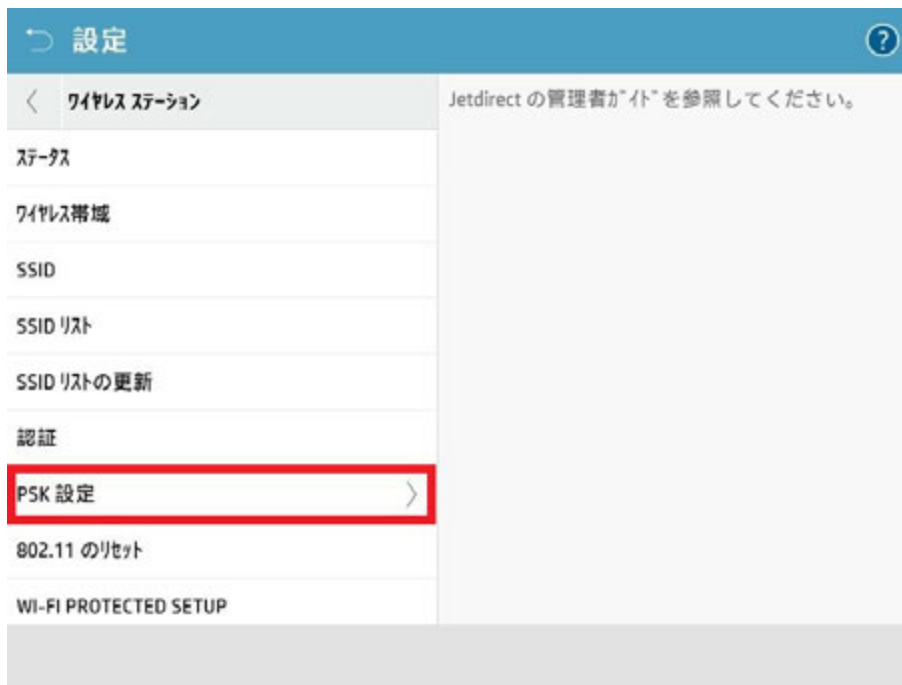 設定
?
ﾜｲﾔﾚｽ ｽﾃｰｼｮﾝ
Jetdirect の管理者ｶﾞｲﾄﾞを参照してください。
ｽﾃｰﾀｽ
ﾜｲﾔﾚｽ帯域
SSID
SSID ﾘｽﾄ
SSID ﾘｽﾄの更新
認証
PSK 設定
802.11 のﾘｾｯﾄ
WI-FI PROTECTED SETUP